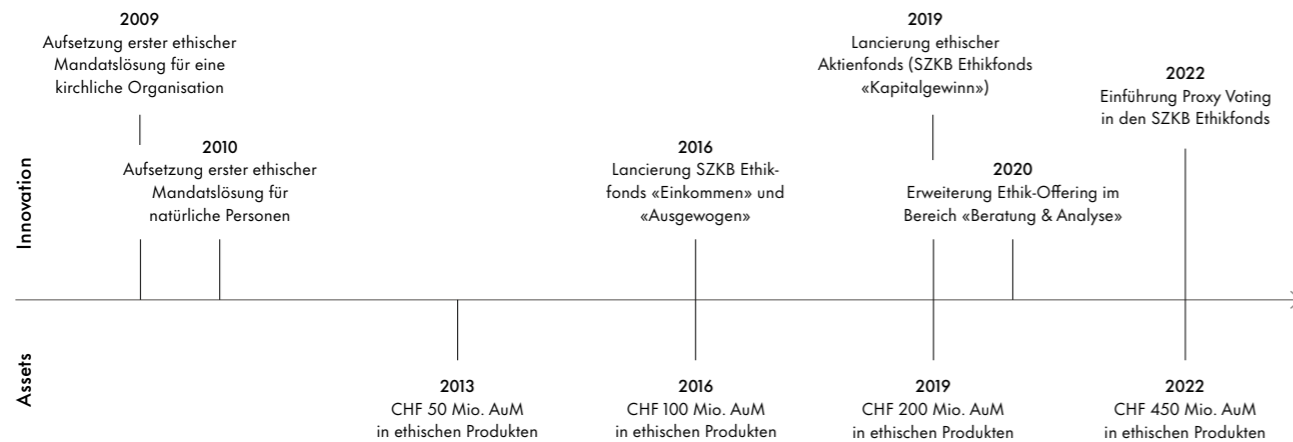 2009
Aufsetzung erster ethischer
Mandatslösung für eine
kirchliche Organisation
2010
Aufsetzung erster ethischer
Mandatslösung für
natürliche Personen
2016
Lancierung SZKB Ethik-
fonds «Einkommen» und
«Ausgewogen»
2019
Lancierung ethischer
Aktienfonds (SZKB Ethikfonds
«Kapitalgewinn»)
2020
Erweiterung Ethik-Offering im
Bereich «Beratung & Analyse»
2022
Einführung Proxy Voting
in den SZKB Ethikfonds
Innovation
Assets
2013
CHF 50 Mio. AuM
in ethischen Produkten
2016
CHF 100 Mio. AuM
in ethischen Produkten
2019
CHF 200 Mio. AuM
in ethischen Produkten
2022
CHF 450 Mio. AuM
in ethischen Produkten